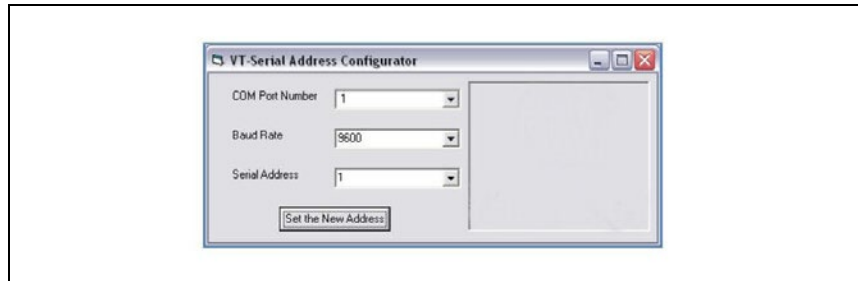 VT-Serial Address Configurator
COM Port Number 1
Baud Rate 9600
Serial Address 1
Set the New Address